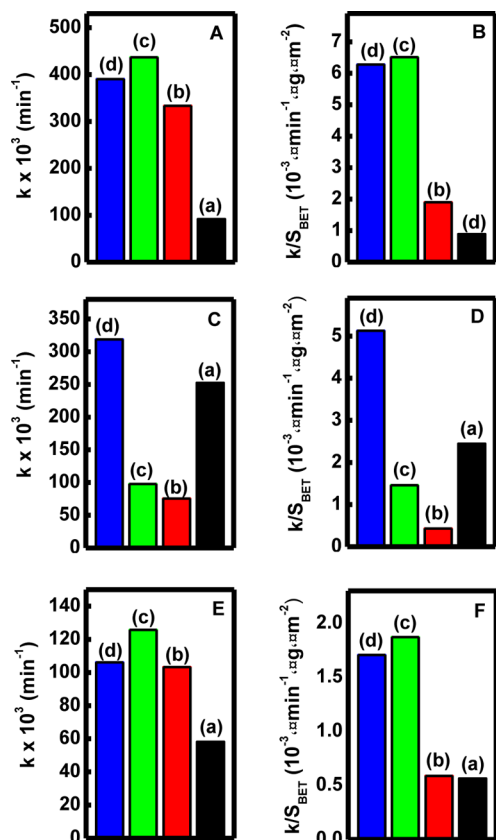 A
500
400
300
200
100
0
k x 10³ (min⁻¹)
(d)
(c)
(b)
(a)
B
7
6
5
4
3
2
1
0
k/S_BET (10⁻³·¤min⁻¹·¤g·¤m⁻²)
(d)
(c)
(b)
(d)
C
350
300
250
200
150
100
50
0
k x 10³ (min⁻¹)
(d)
(c)
(b)
(a)
D
5
4
3
2
1
0
k/S_BET (10⁻³·¤min⁻¹·¤g·¤m⁻²)
(d)
(c)
(b)
(a)
E
140
120
100
80
60
40
20
0
k x 10³ (min⁻¹)
(d)
(c)
(b)
(a)
F
2.0
1.5
1.0
0.5
0.0
k/S_BET (10⁻³·¤min⁻¹·¤g·¤m⁻²)
(d)
(c)
(b)
(a)